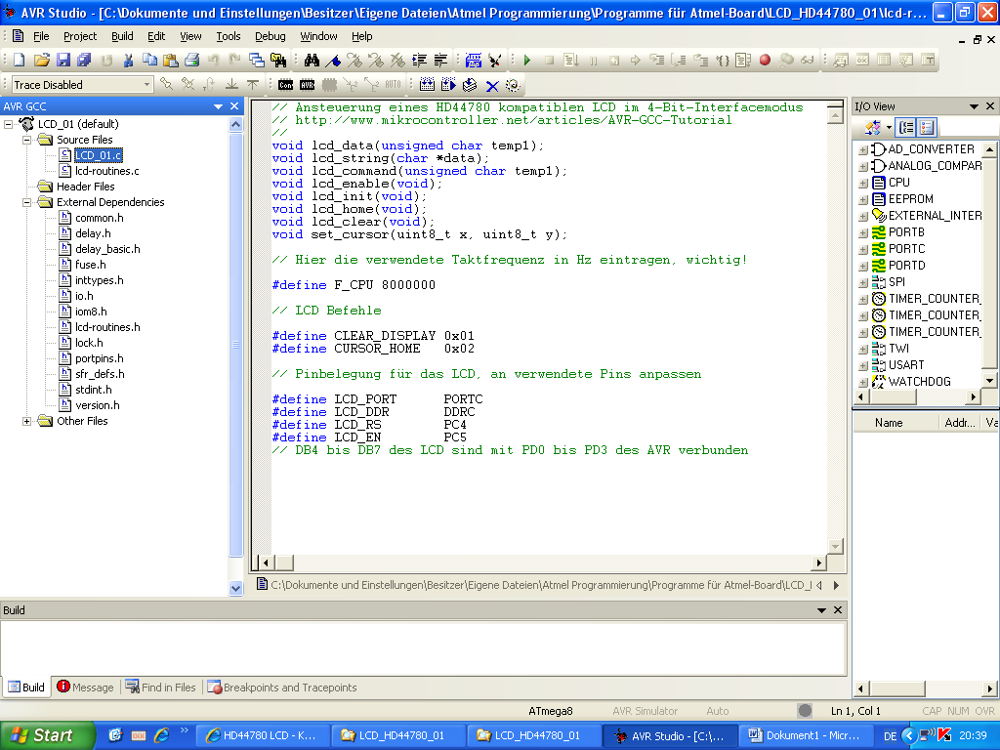 AVR Studio - [C:\Dokumente und Einstellungen\Besitzer\Eigene Dateien\Atmel Programmierung\Programme für Atmel-Board\LCD_HD44780_01\lcd-r...
File Project Build Edit View Tools Debug Window Help
Trace Disabled
Con AVR AUTO
AVR GCC
LCD_01 (default)
Source Files
LCD_01.c
lcd-routines.c
Header Files
External Dependencies
common.h
delay.h
delay_basic.h
fuse.h
inttypes.h
io.h
iom8.h
lcd-routines.h
lock.h
portpins.h
sfr_defs.h
stdint.h
version.h
Other Files
// Ansteuerung eines HD44780 kompatiblen LCD im 4-Bit-Interfacemodus
// http://www.mikrocontroller.net/articles/AVR-GCC-Tutorial
//
void lcd_data(unsigned char temp1);
void lcd_string(char *data);
void lcd_command(unsigned char temp1);
void lcd_enable(void);
void lcd_init(void);
void lcd_home(void);
void lcd_clear(void);
void set_cursor(uint8_t x, uint8_t y);
// Hier die verwendete Taktfrequenz in Hz eintragen, wichtig!
#define F_CPU 8000000
// LCD Befehle
#define CLEAR_DISPLAY 0x01
#define CURSOR_HOME 0x02
// Pinbelegung für das LCD, an verwendete Pins anpassen
#define LCD_PORT PORTC
#define LCD_DDR DDRC
#define LCD_RS PC4
#define LCD_EN PC5
// DB4 bis DB7 des LCD sind mit PD0 bis PD3 des AVR verbunden
C:\Dokumente und Einstellungen\Besitzer\Eigene Dateien\Atmel Programmierung\Programme für Atmel-Board\LCD_
I/O View
AD_CONVERTER
ANALOG_COMPAR
CPU
EEPROM
EXTERNAL_INTER
PORTB
PORTC
PORTD
SPI
TIMER_COUNTER_
TIMER_COUNTER_
TIMER_COUNTER_
TWI
USART
WATCHDOG
Name Addr... Va
Build
Build Message Find in Files Breakpoints and Tracepoints
ATmega8 AVR Simulator Auto Ln 1, Col 1 CAP NUM OVR
Start HD44780 LCD - K... LCD_HD44780_01 LCD_HD44780_01 AVR Studio - [C:\... Dokument1 - Micr... DE 20:39